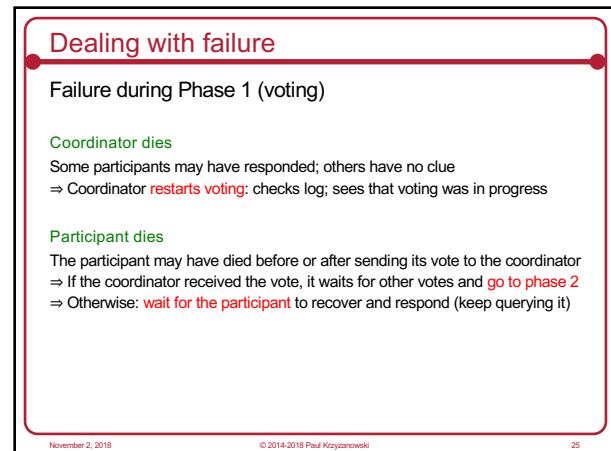 Dealing with failure
Failure during Phase 1 (voting)
Coordinator dies
Some participants may have responded; others have no clue
⇒ Coordinator restarts voting: checks log; sees that voting was in progress
Participant dies
The participant may have died before or after sending its vote to the coordinator
⇒ If the coordinator received the vote, it waits for other votes and go to phase 2
⇒ Otherwise: wait for the participant to recover and respond (keep querying it)
November 2, 2018 © 2014-2018 Paul Krzyzanowski 25